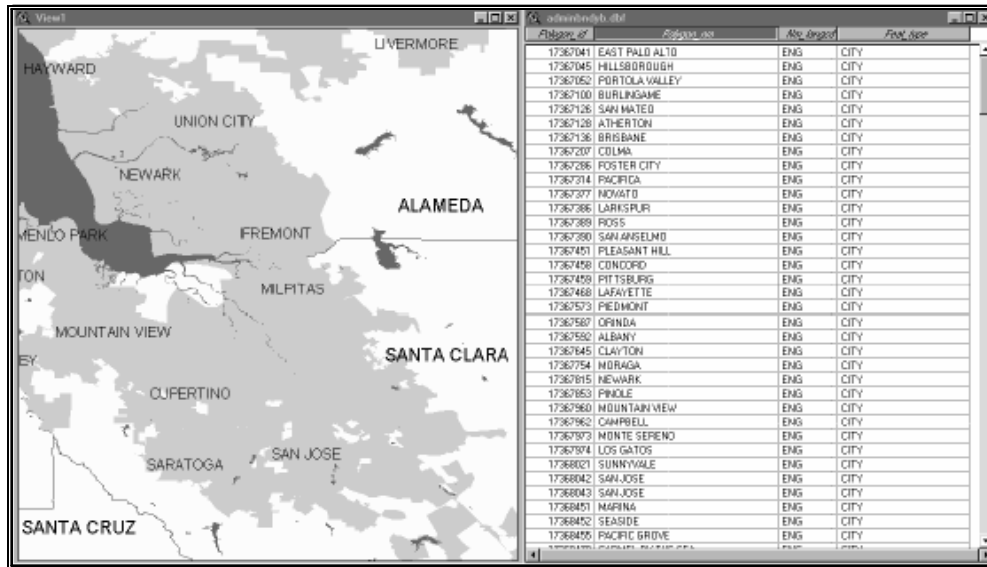 View1
LIVERMORE
HAYWARD
UNION CITY
NEWARK
ALAMEDA
MENLO PARK
FREMONT
TON
MILPITAS
MOUNTAIN VIEW
EY
SANTA CLARA
CUPERTINO
SARATOGA
SAN JOSE
SANTA CRUZ
adminbndyb.dbf
Polygon_id Polygon_nm Nm_langcd Feat_type
17367041 EAST PALO ALTO ENG CITY
17367045 HILLSBOROUGH ENG CITY
17367052 PORTOLA VALLEY ENG CITY
17367100 BURLINGAME ENG CITY
17367126 SAN MATEO ENG CITY
17367128 ATHERTON ENG CITY
17367136 BRISBANE ENG CITY
17367207 COLMA ENG CITY
17367286 FOSTER CITY ENG CITY
17367314 PACIFICA ENG CITY
17367377 NOVATO ENG CITY
17367386 LARKSPUR ENG CITY
17367389 ROSS ENG CITY
17367390 SAN ANSELMO ENG CITY
17367451 PLEASANT HILL ENG CITY
17367458 CONCORD ENG CITY
17367459 PITTSBURG ENG CITY
17367468 LAFAYETTE ENG CITY
17367573 PIEDMONT ENG CITY
17367587 ORINDA ENG CITY
17367592 ALBANY ENG CITY
17367645 CLAYTON ENG CITY
17367754 MORAGA ENG CITY
17367815 NEWARK ENG CITY
17367853 PINOLE ENG CITY
17367960 MOUNTAIN VIEW ENG CITY
17367962 CAMPBELL ENG CITY
17367973 MONTE SERENO ENG CITY
17367974 LOS GATOS ENG CITY
17368021 SUNNYVALE ENG CITY
17368042 SAN JOSE ENG CITY
17368043 SAN JOSE ENG CITY
17368451 MARINA ENG CITY
17368452 SEASIDE ENG CITY
17368455 PACIFIC GROVE ENG CITY